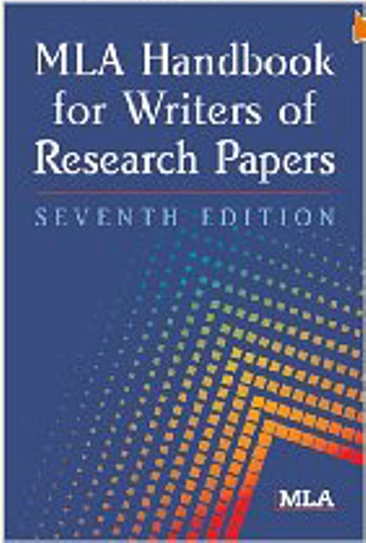 MLA Handbook
for Writers of
Research Papers
SEVENTH EDITION
MLA